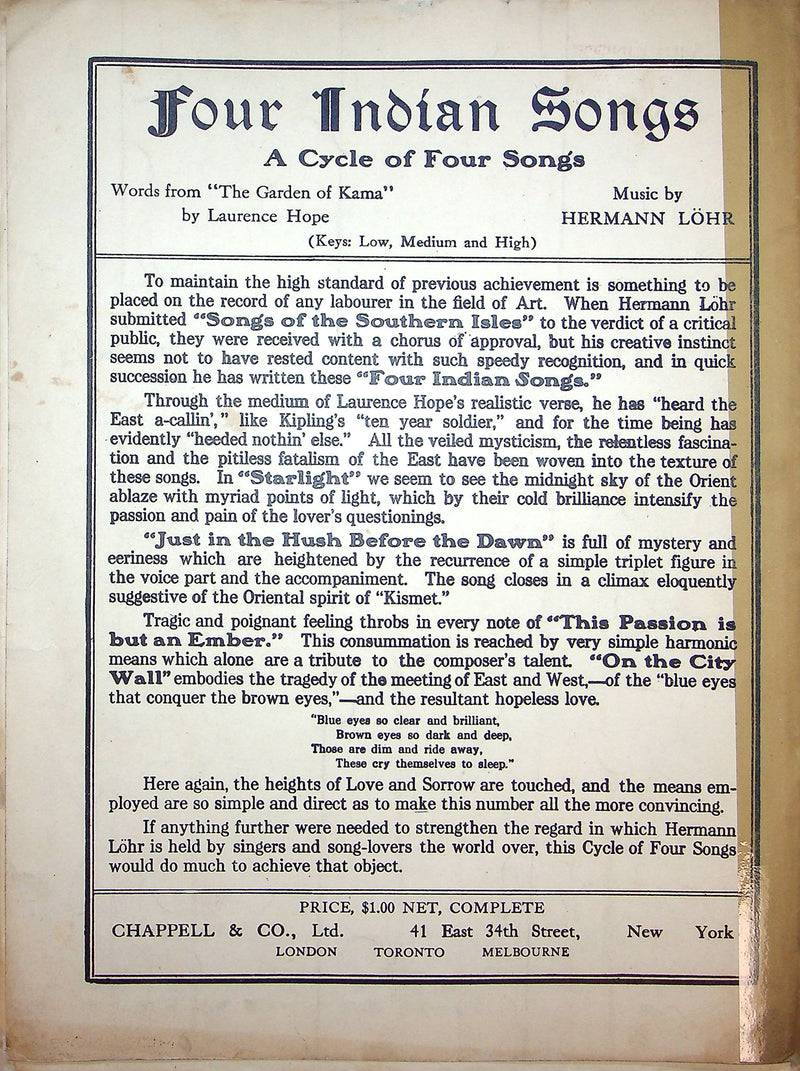 Four Indian Songs
A Cycle of Four Songs
Words from "The Garden of Kama"
by Laurence Hope
Music by
HERMANN LÖHR
(Keys: Low, Medium and High)
To maintain the high standard of previous achievement is something to be
placed on the record of any labourer in the field of Art. When Hermann Löhr
submitted "Songs of the Southern Isles" to the verdict of a critical
public, they were received with a chorus of approval, but his creative instinct
seems not to have rested content with such speedy recognition, and in quick
succession he has written these "Four Indian Songs."
Through the medium of Laurence Hope's realistic verse, he has "heard the
East a-callin'," like Kipling's "ten year soldier," and for the time being has
evidently "heeded nothin' else." All the veiled mysticism, the relentless fascina-
tion and the pitiless fatalism of the East have been woven into the texture of
these songs. In "Starlight" we seem to see the midnight sky of the Orient
ablaze with myriad points of light, which by their cold brilliance intensify the
passion and pain of the lover's questionings.
"Just in the Hush Before the Dawn" is full of mystery and
eeriness which are heightened by the recurrence of a simple triplet figure in
the voice part and the accompaniment. The song closes in a climax eloquently
suggestive of the Oriental spirit of "Kismet."
Tragic and poignant feeling throbs in every note of "This Passion is
but an Ember." This consummation is reached by very simple harmonic
means which alone are a tribute to the composer's talent. "On the City
Wall" embodies the tragedy of the meeting of East and West,—of the "blue eyes
that conquer the brown eyes,"—and the resultant hopeless love.
"Blue eyes so clear and brilliant,
Brown eyes so dark and deep,
Those are dim and ride away,
These cry themselves to sleep."
Here again, the heights of Love and Sorrow are touched, and the means em-
ployed are so simple and direct as to make this number all the more convincing.
If anything further were needed to strengthen the regard in which Hermann
Löhr is held by singers and song-lovers the world over, this Cycle of Four Songs
would do much to achieve that object.
PRICE, $1.00 NET, COMPLETE
CHAPPELL & CO., Ltd. 41 East 34th Street, New York
LONDON TORONTO MELBOURNE